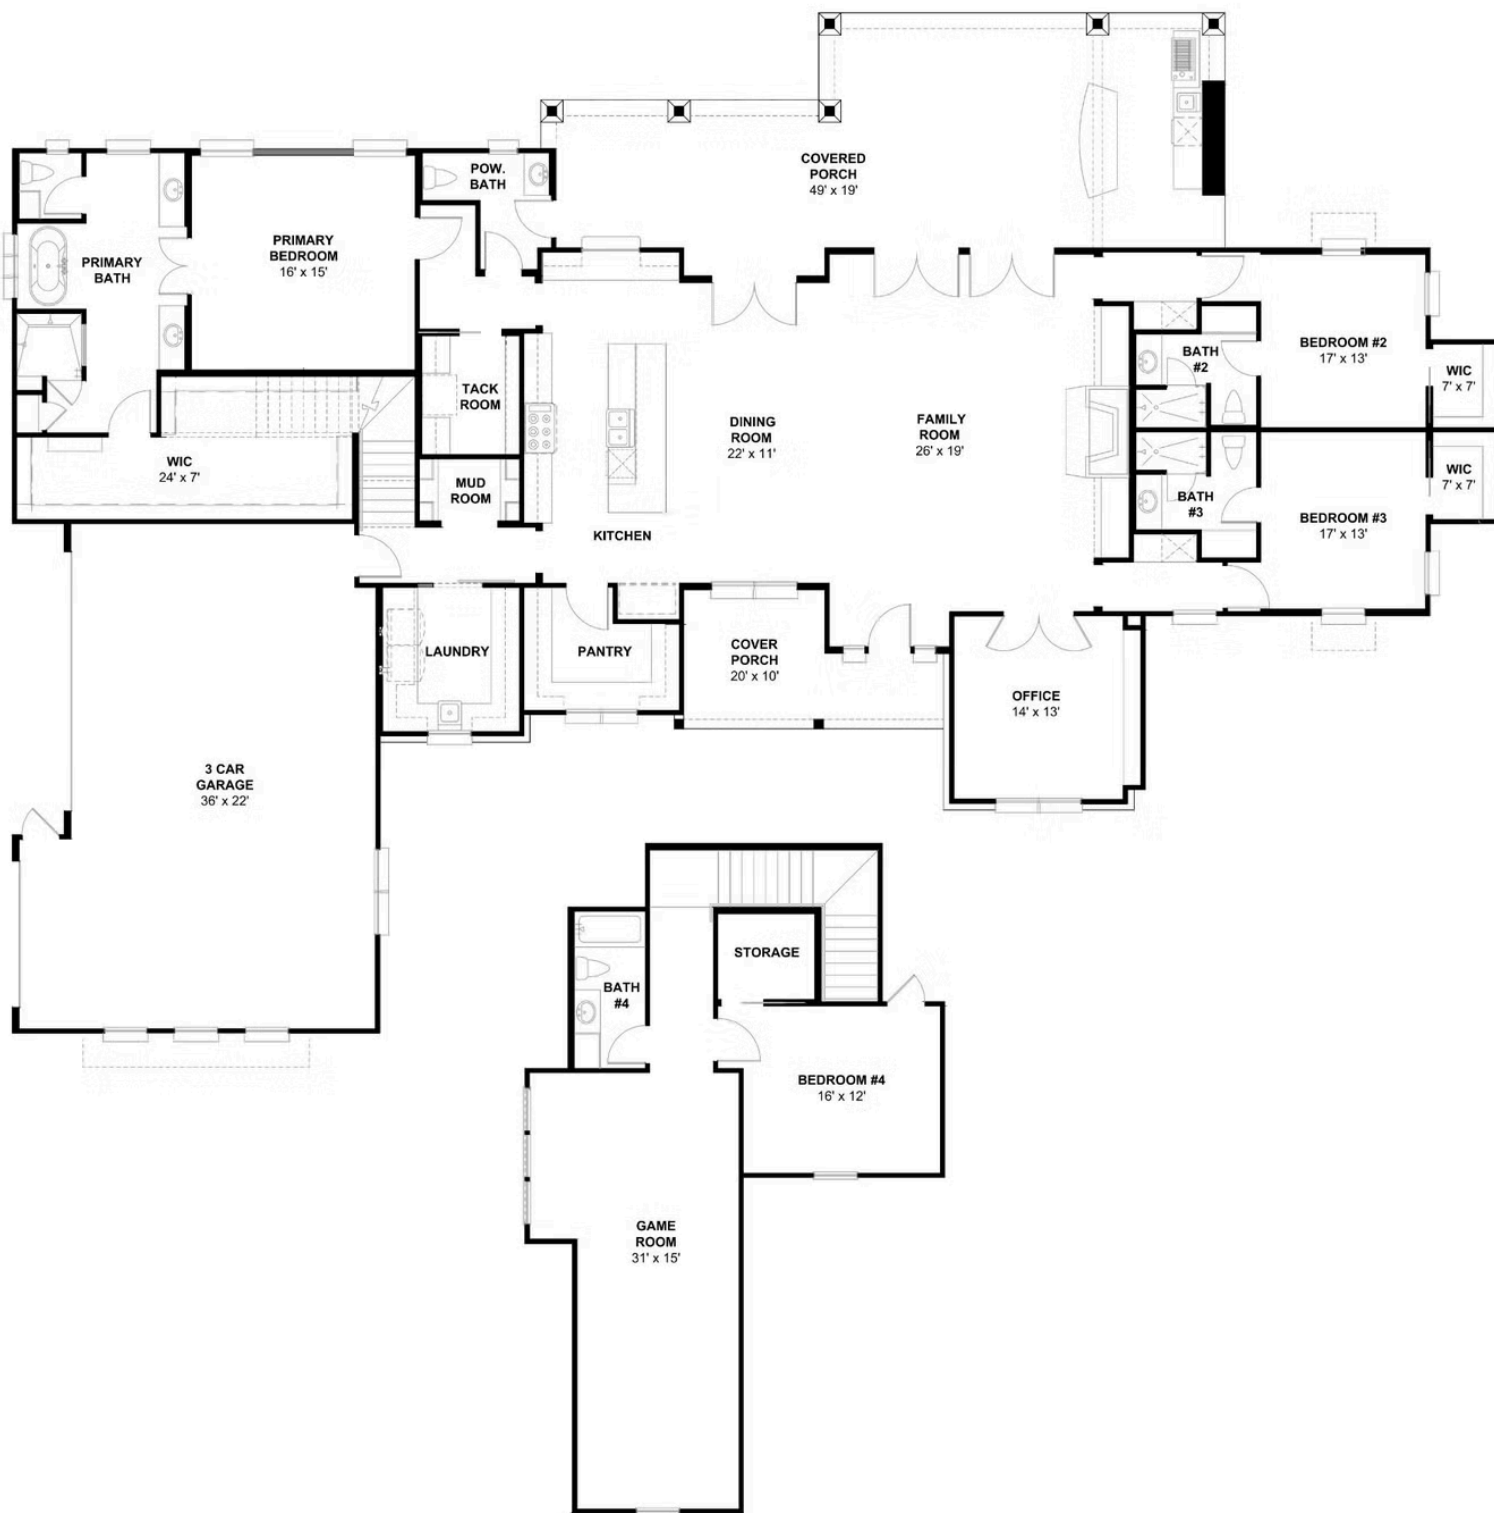 COVERED
PORCH
49' x 19'
POW.
BATH
PRIMARY
BEDROOM
16' x 15'
PRIMARY
BATH
BEDROOM #2
17' x 13'
BATH
#2
WIC
7' x 7'
TACK
ROOM
DINING
ROOM
22' x 11'
FAMILY
ROOM
26' x 19'
WIC
24' x 7'
MUD
ROOM
WIC
7' x 7'
BATH
#3
BEDROOM #3
17' x 13'
KITCHEN
LAUNDRY
PANTRY
COVER
PORCH
20' x 10'
OFFICE
14' x 13'
3 CAR
GARAGE
36' x 22'
STORAGE
BATH
#4
BEDROOM #4
16' x 12'
GAME
ROOM
31' x 15'